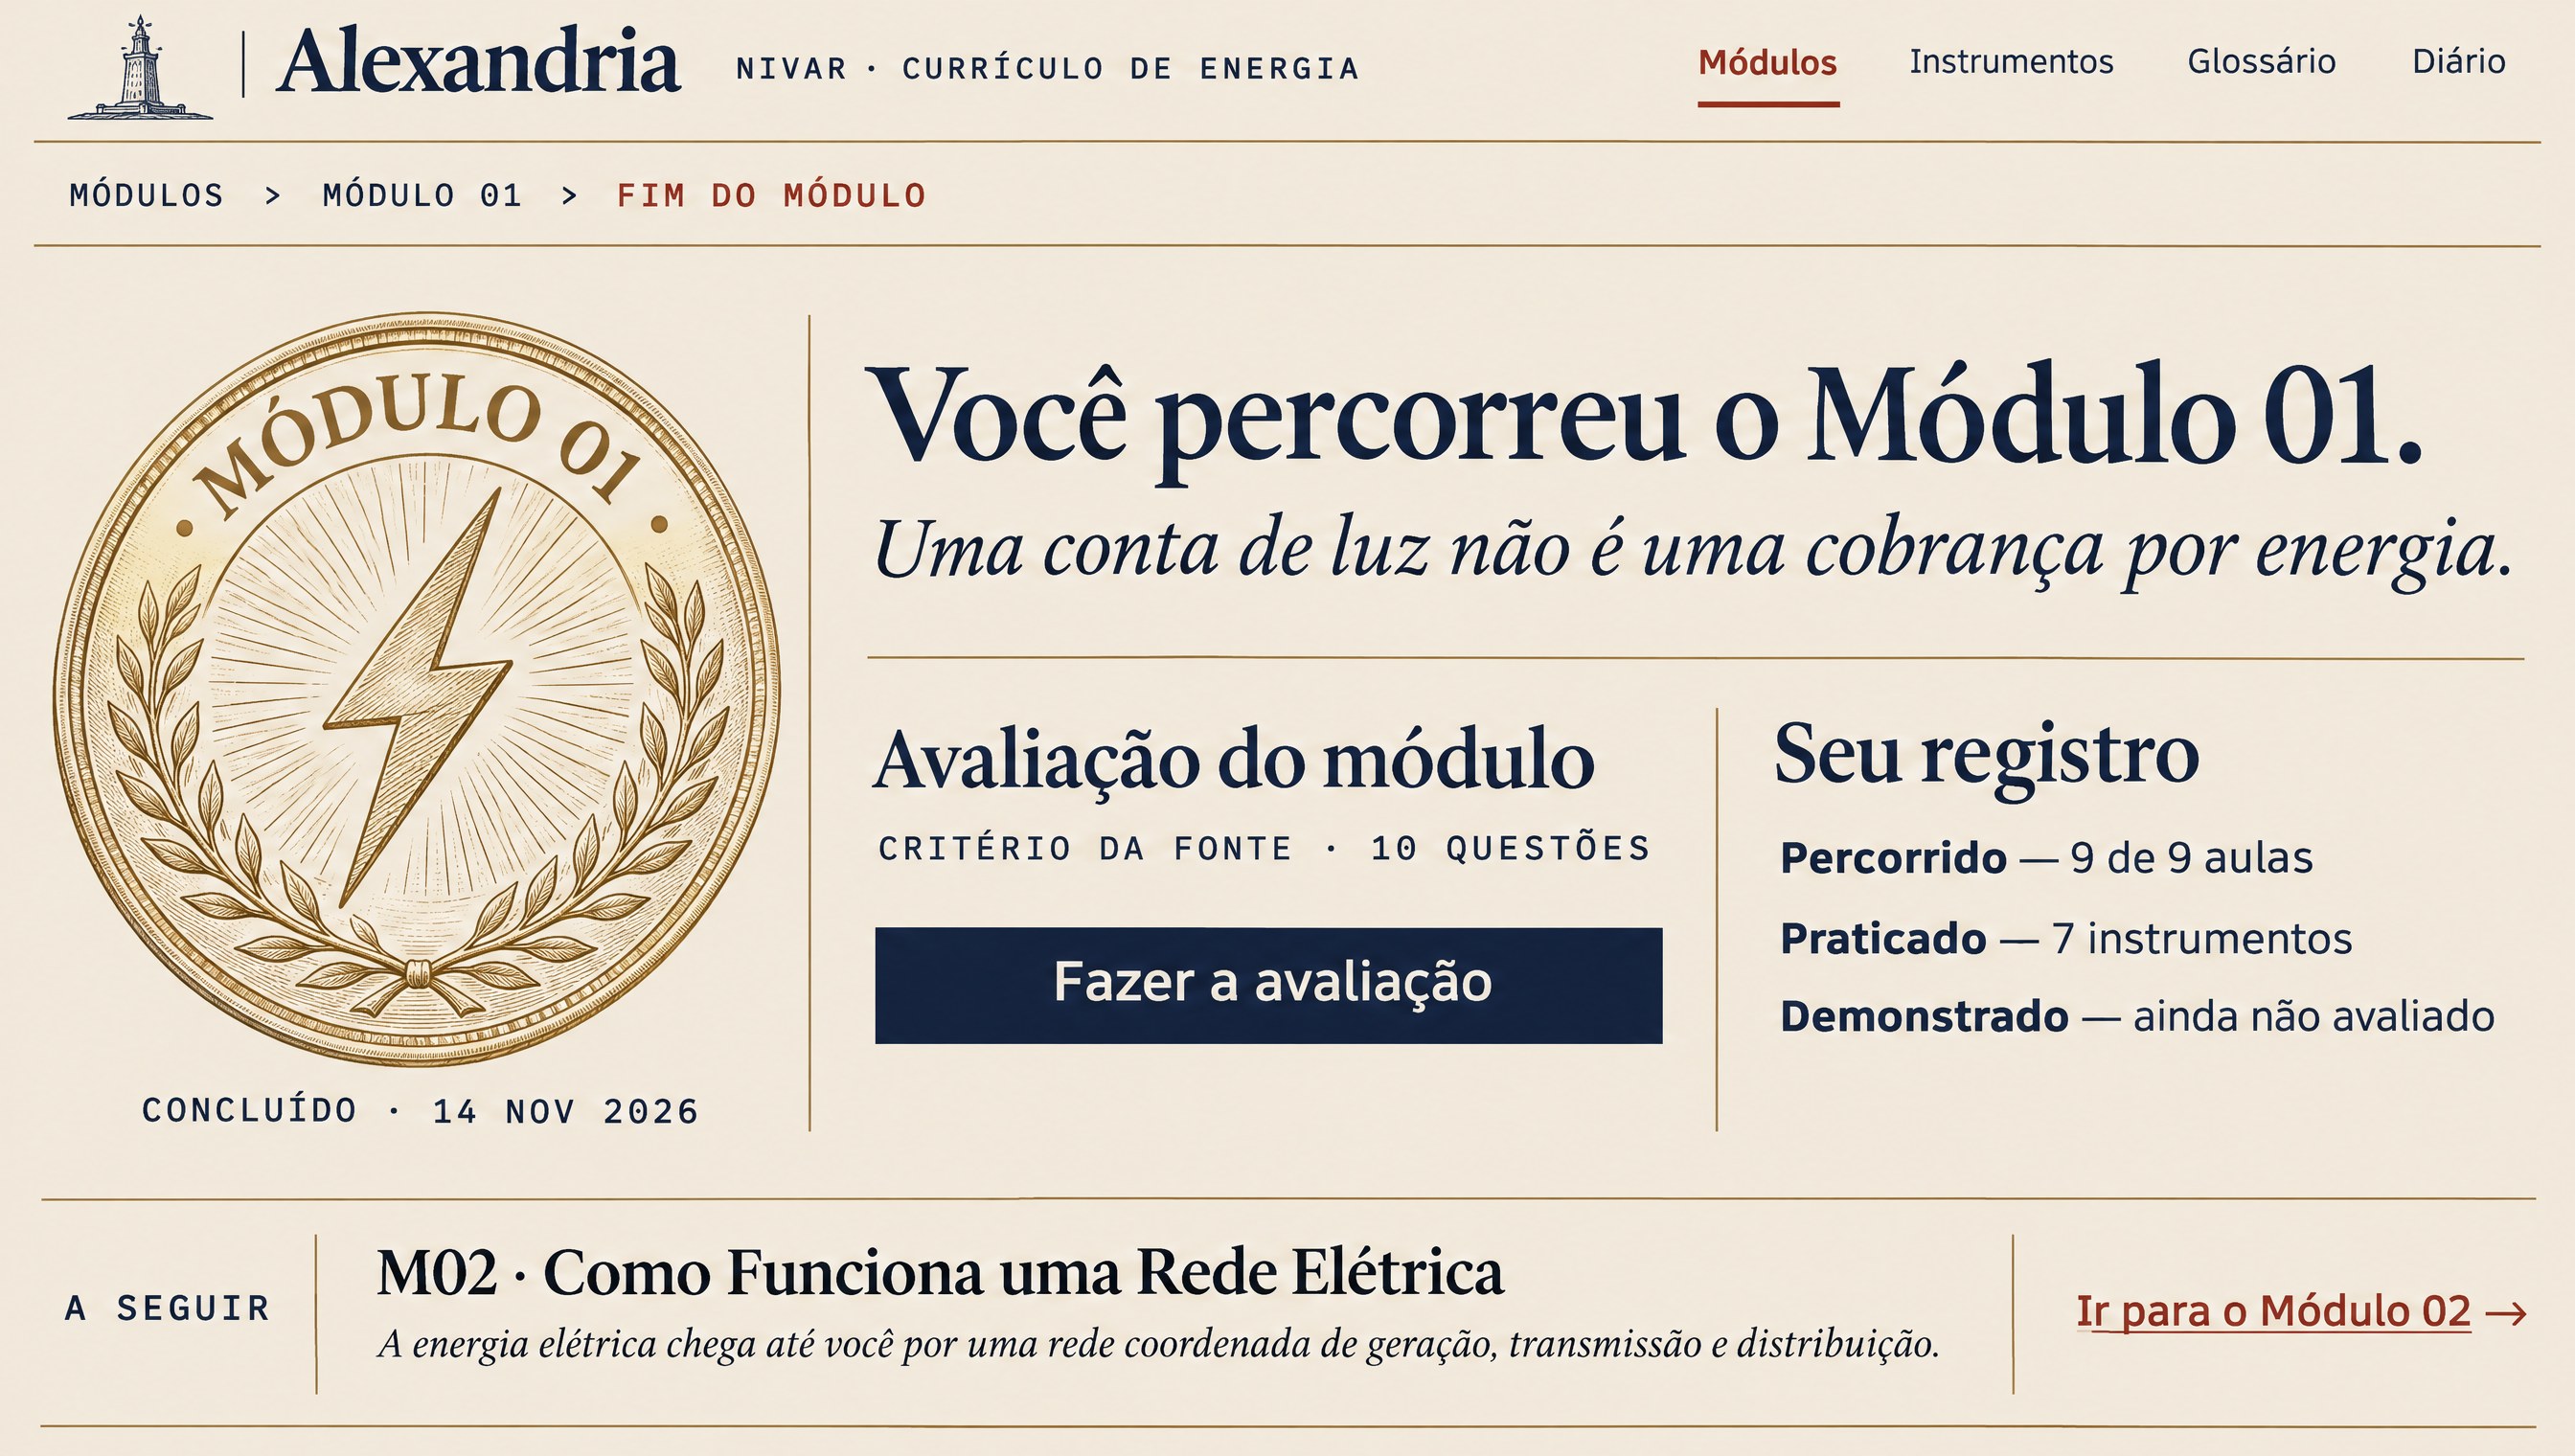 Alexandria
NIVAR · CURRÍCULO DE ENERGIA
Módulos
Instrumentos
Glossário
Diário
MÓDULOS > MÓDULO 01 > FIM DO MÓDULO
MÓDULO 01
CONCLUÍDO · 14 NOV 2026
Você percorreu o Módulo 01.
Uma conta de luz não é uma cobrança por energia.
Avaliação do módulo
CRITÉRIO DA FONTE · 10 QUESTÕES
Fazer a avaliação
Seu registro
Percorrido — 9 de 9 aulas
Praticado — 7 instrumentos
Demonstrado — ainda não avaliado
A SEGUIR
M02 · Como Funciona uma Rede Elétrica
A energia elétrica chega até você por uma rede coordenada de geração, transmissão e distribuição.
Ir para o Módulo 02 →